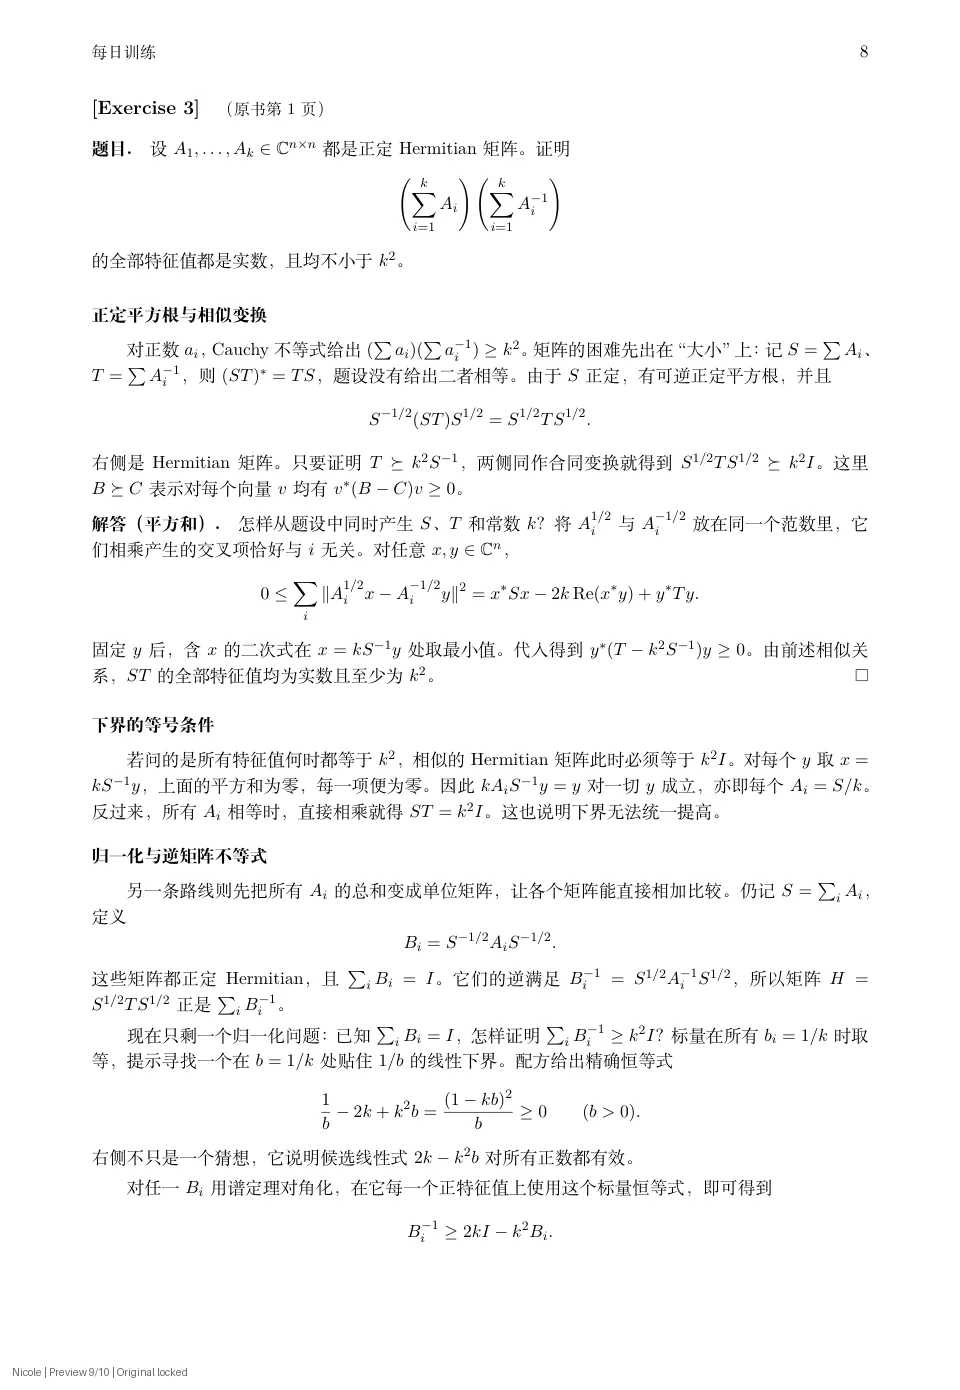 每日训练 8
[Exercise 3] （原书第 1 页）
题目． 设 $A_1, \ldots, A_k \in \mathbb{C}^{n\times n}$ 都是正定 Hermitian 矩阵。证明
$\left(\sum_{i=1}^{k} A_i\right)\left(\sum_{i=1}^{k} A_i^{-1}\right)$
的全部特征值都是实数，且均不小于 $k^2$。
正定平方根与相似变换
对正数 $a_i$, Cauchy 不等式给出 $(\sum a_i)(\sum a_i^{-1}) \geq k^2$。矩阵的困难先出在 “大小” 上：记 $S = \sum A_i$、
$T = \sum A_i^{-1}$，则 $(ST)^* = TS$，题设没有给出二者相等。由于 $S$ 正定，有可逆正定平方根，并且
$S^{-1/2}(ST)S^{1/2} = S^{1/2}TS^{1/2}.$
右侧是 Hermitian 矩阵。只要证明 $T \succeq k^2S^{-1}$，两侧同作合同变换就得到 $S^{1/2}TS^{1/2} \succeq k^2I$。这里
$B \succeq C$ 表示对每个向量 $v$ 均有 $v^*(B - C)v \geq 0$。
解答（平方和）． 怎样从题设中同时产生 $S$、$T$ 和常数 $k$？将 $A_i^{1/2}$ 与 $A_i^{-1/2}$ 放在同一个范数里，它
们相乘产生的交叉项恰好与 $i$ 无关。对任意 $x, y \in \mathbb{C}^n$，
$0 \leq \sum_i \|A_i^{1/2}x - A_i^{-1/2}y\|^2 = x^*Sx - 2k\,\mathrm{Re}(x^*y) + y^*Ty.$
固定 $y$ 后，含 $x$ 的二次式在 $x = kS^{-1}y$ 处取最小值。代入得到 $y^*(T - k^2S^{-1})y \geq 0$。由前述相似关
系，$ST$ 的全部特征值均为实数且至少为 $k^2$。 □
下界的等号条件
若问的是所有特征值何时都等于 $k^2$，相似的 Hermitian 矩阵此时必须等于 $k^2I$。对每个 $y$ 取 $x =$
$kS^{-1}y$，上面的平方和为零，每一项便为零。因此 $kA_iS^{-1}y = y$ 对一切 $y$ 成立，亦即每个 $A_i = S/k$。
反过来，所有 $A_i$ 相等时，直接相乘就得 $ST = k^2I$。这也说明下界无法统一提高。
归一化与逆矩阵不等式
另一条路线则先把所有 $A_i$ 的总和变成单位矩阵，让各个矩阵能直接相加比较。仍记 $S = \sum_i A_i$，
定义
$B_i = S^{-1/2}A_iS^{-1/2}.$
这些矩阵都正定 Hermitian，且 $\sum_i B_i = I$。它们的逆满足 $B_i^{-1} = S^{1/2}A_i^{-1}S^{1/2}$，所以矩阵 $H =$
$S^{1/2}TS^{1/2}$ 正是 $\sum_i B_i^{-1}$。
现在只剩一个归一化问题：已知 $\sum_i B_i = I$，怎样证明 $\sum_i B_i^{-1} \geq k^2I$？标量在所有 $b_i = 1/k$ 时取
等，提示寻找一个在 $b = 1/k$ 处贴住 $1/b$ 的线性下界。配方给出精确恒等式
$\frac{1}{b} - 2k + k^2b = \frac{(1 - kb)^2}{b} \geq 0 \quad (b > 0).$
右侧不只是一个猜想，它说明候选线性式 $2k - k^2b$ 对所有正数都有效。
对任一 $B_i$ 用谱定理对角化，在它每一个正特征值上使用这个标量恒等式，即可得到
$B_i^{-1} \geq 2kI - k^2B_i.$
Nicole | Preview 9/10 | Original locked